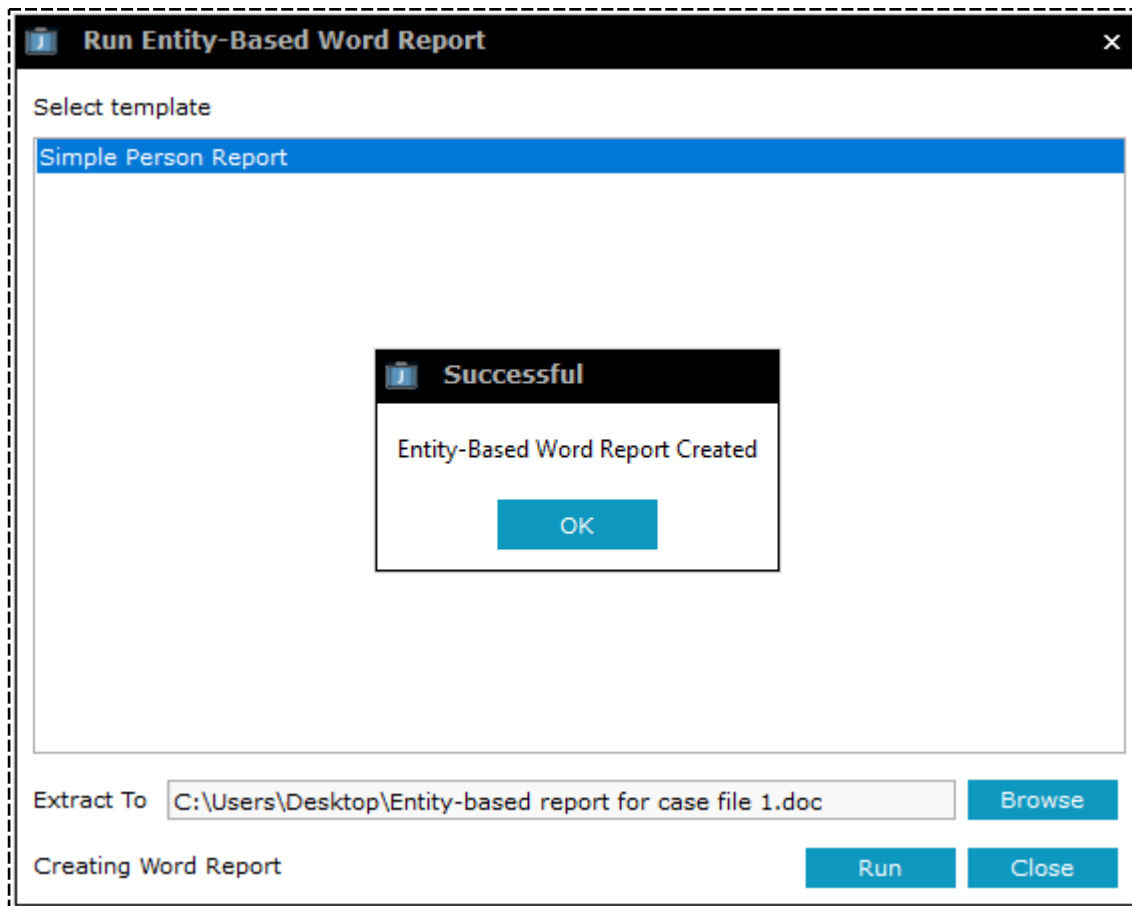 Run Entity-Based Word Report
Select template
Simple Person Report
Successful
Entity-Based Word Report Created
OK
Extract To C:\Users\Desktop\Entity-based report for case file 1.doc Browse
Creating Word Report Run Close